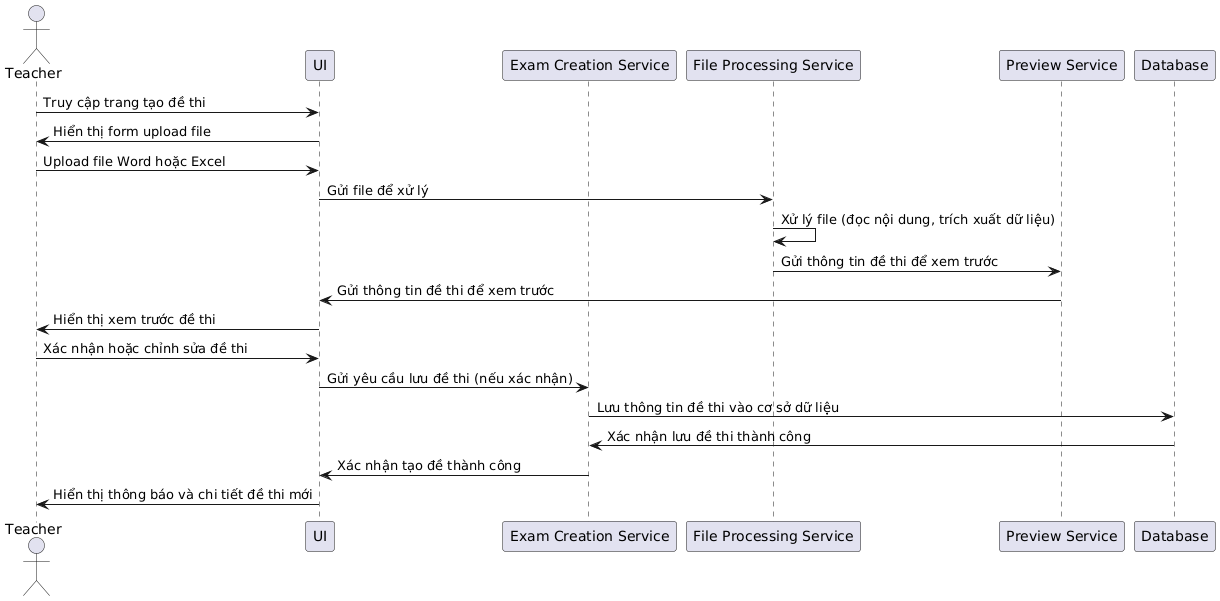 Teacher
UI
Exam Creation Service
File Processing Service
Preview Service
Database
Truy cập trang tạo đề thi
Hiển thị form upload file
Upload file Word hoặc Excel
Gửi file để xử lý
Xử lý file (đọc nội dung, trích xuất dữ liệu)
Gửi thông tin đề thi để xem trước
Gửi thông tin đề thi để xem trước
Hiển thị xem trước đề thi
Xác nhận hoặc chỉnh sửa đề thi
Gửi yêu cầu lưu đề thi (nếu xác nhận)
Lưu thông tin đề thi vào cơ sở dữ liệu
Xác nhận lưu đề thi thành công
Xác nhận tạo đề thành công
Hiển thị thông báo và chi tiết đề thi mới
Teacher
UI
Exam Creation Service
File Processing Service
Preview Service
Database